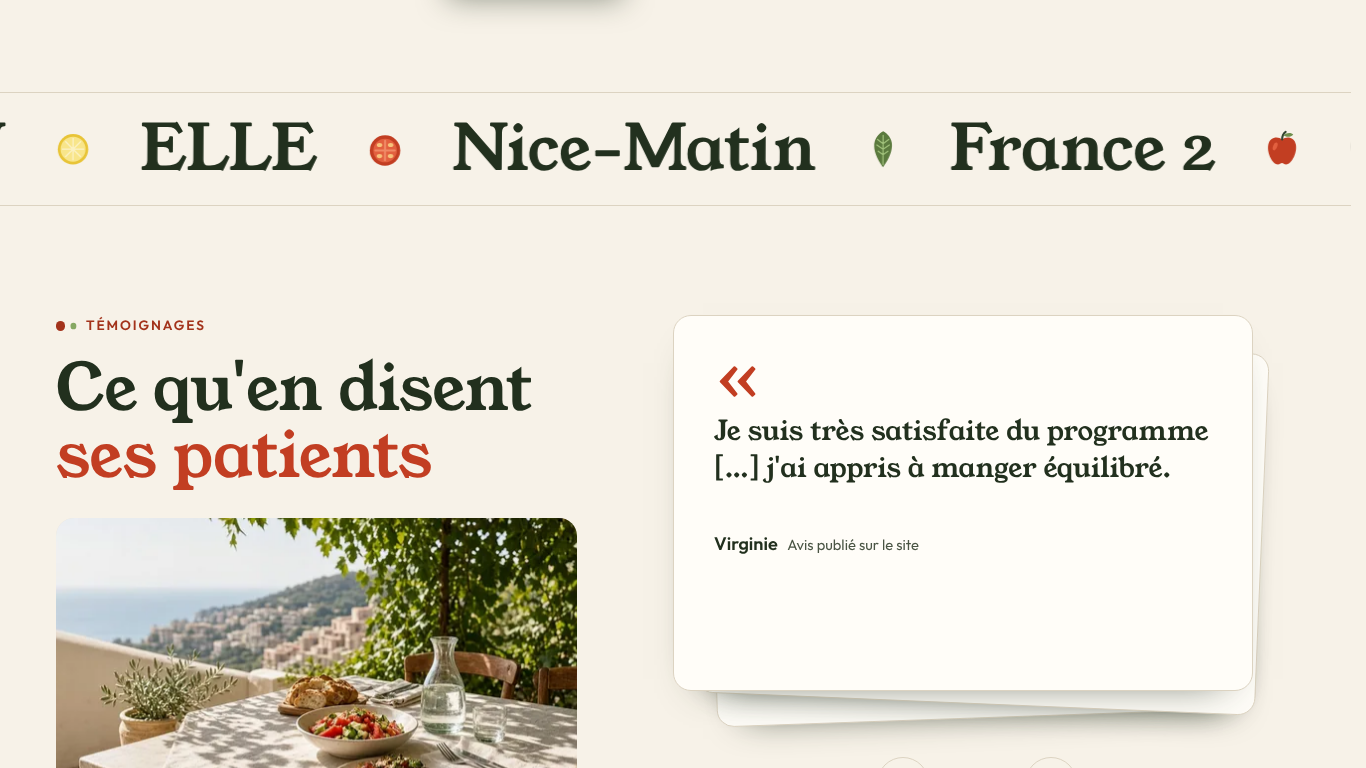 ELLE Nice-Matin France 2
TÉMOIGNAGES
Ce qu'en disent
ses patients
«
Je suis très satisfaite du programme
[...] j'ai appris à manger équilibré.
Virginie Avis publié sur le site